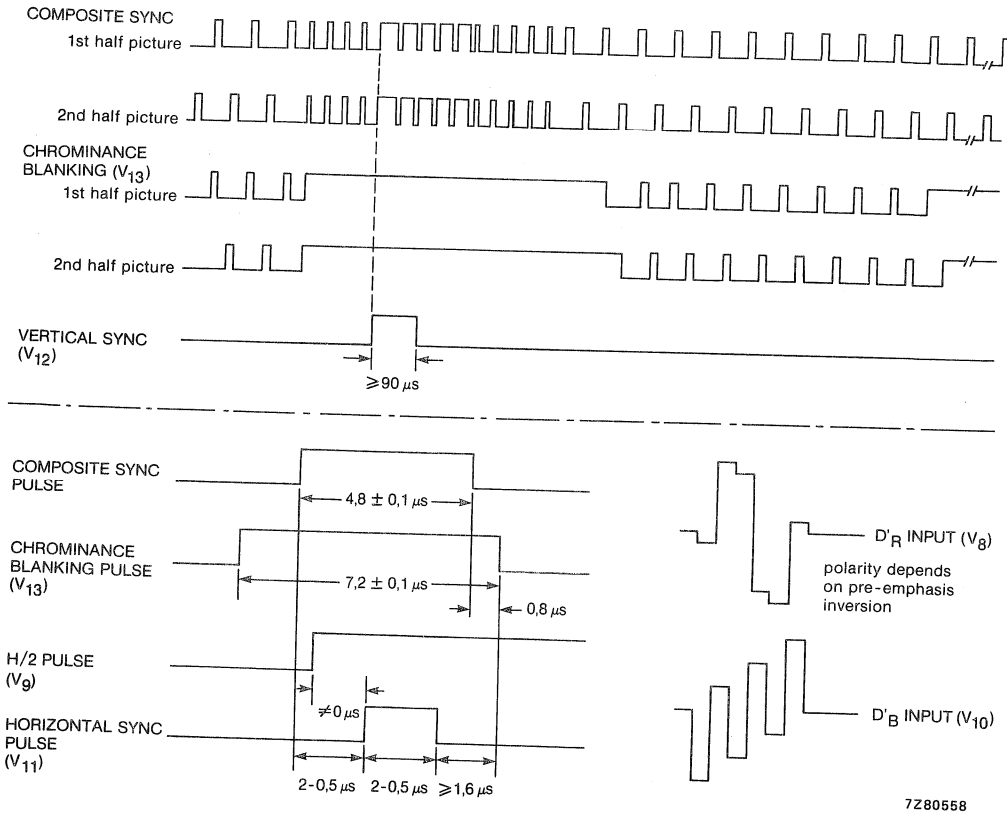 COMPOSITE SYNC
1st half picture
2nd half picture
CHROMINANCE
BLANKING (V13)
1st half picture
2nd half picture
VERTICAL SYNC
(V12)
⩾90 μs
COMPOSITE SYNC
PULSE
4,8 ± 0,1 μs
CHROMINANCE
BLANKING PULSE
(V13)
7,2 ± 0,1 μs
0,8 μs
H/2 PULSE
(V9)
≠0 μs
HORIZONTAL SYNC
PULSE
(V11)
2-0,5 μs
2-0,5 μs
⩾1,6 μs
D'R INPUT (V8)
polarity depends
on pre-emphasis
inversion
D'B INPUT (V10)
7Z80558